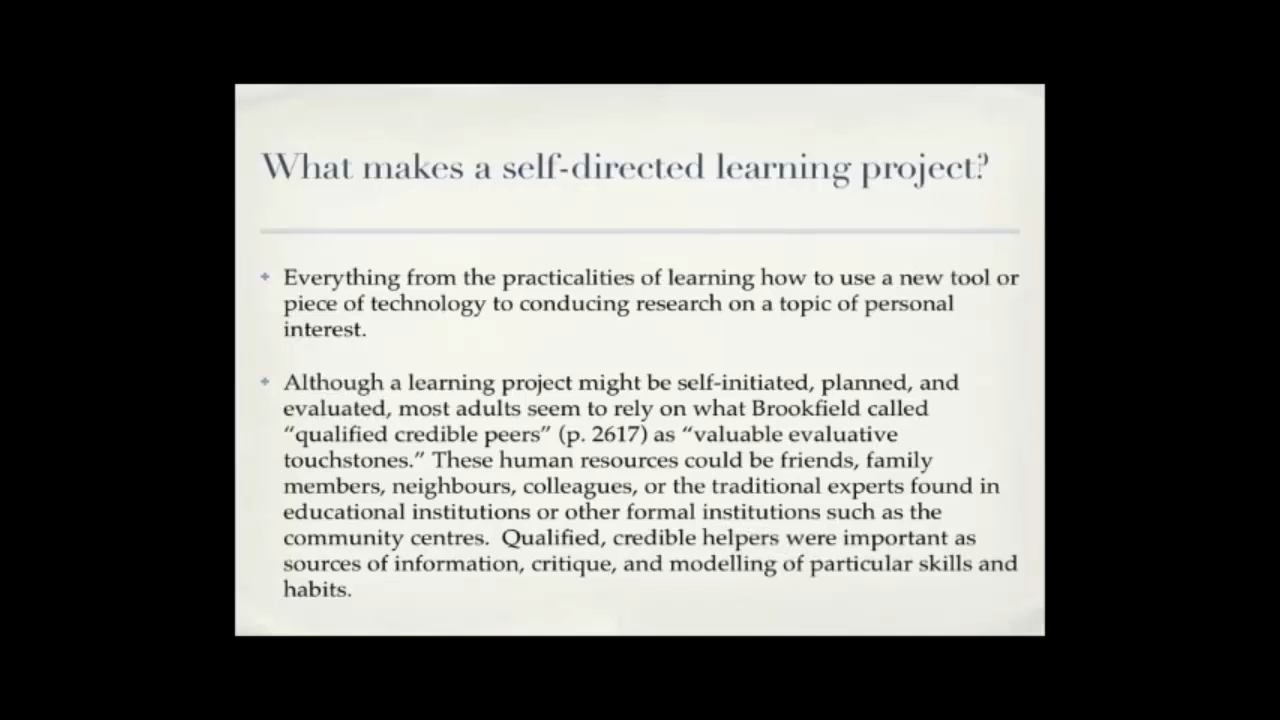 What makes a self-directed learning project?
Everything from the practicalities of learning how to use a new tool or
piece of technology to conducing research on a topic of personal
interest.
Although a learning project might be self-initiated, planned, and
evaluated, most adults seem to rely on what Brookfield called
“qualified credible peers” (p. 2617) as “valuable evaluative
touchstones.” These human resources could be friends, family
members, neighbours, colleagues, or the traditional experts found in
educational institutions or other formal institutions such as the
community centres.  Qualified, credible helpers were important as
sources of information, critique, and modelling of particular skills and
habits.